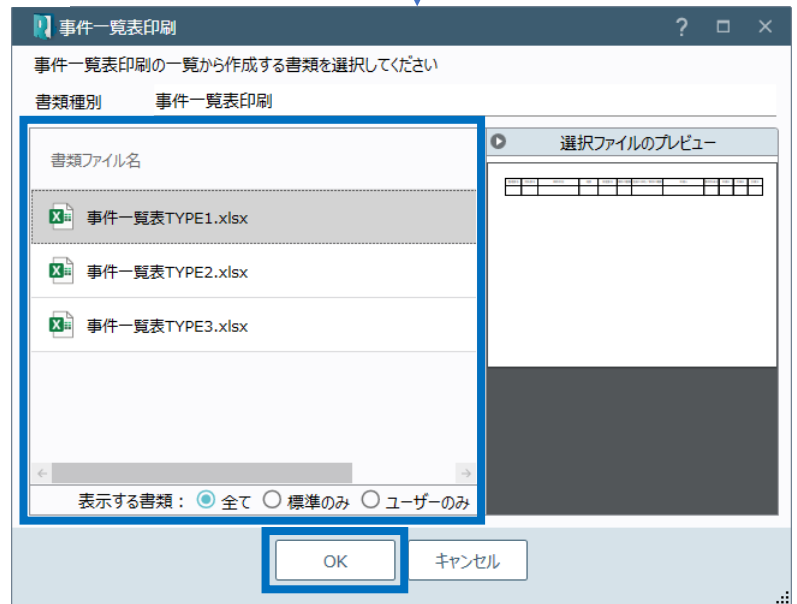 事件一覧表印刷
事件一覧表印刷の一覧から作成する書類を選択してください
書類種別 事件一覧表印刷
書類ファイル名
選択ファイルのプレビュー
事件一覧表TYPE1.xlsx
事件一覧表TYPE2.xlsx
事件一覧表TYPE3.xlsx
表示する書類： 全て 標準のみ ユーザーのみ
OK キャンセル